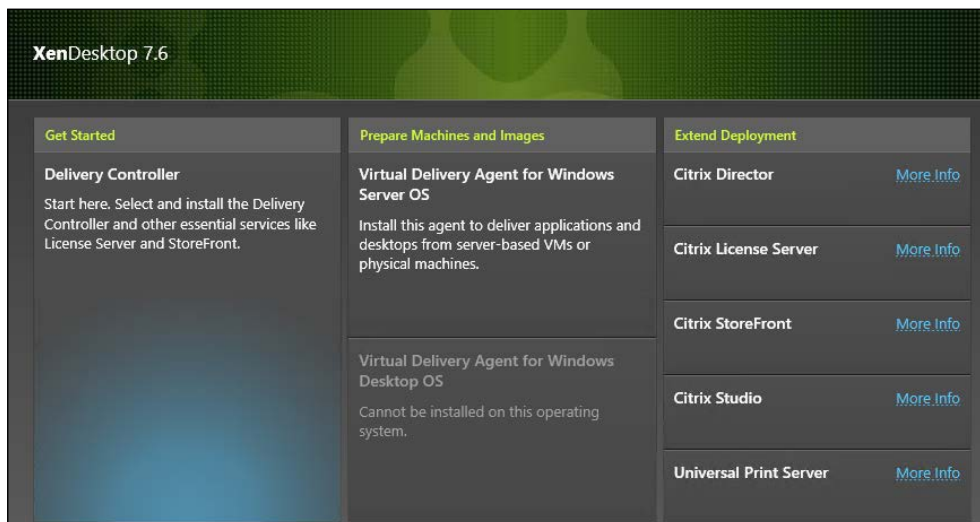 XenDesktop 7.6
Get Started
Delivery Controller
Start here. Select and install the Delivery
Controller and other essential services like
License Server and StoreFront.
Prepare Machines and Images
Virtual Delivery Agent for Windows
Server OS
Install this agent to deliver applications and
desktops from server-based VMs or
physical machines.
Virtual Delivery Agent for Windows
Desktop OS
Cannot be installed on this operating
system.
Extend Deployment
Citrix Director More Info
Citrix License Server More Info
Citrix StoreFront More Info
Citrix Studio More Info
Universal Print Server More Info